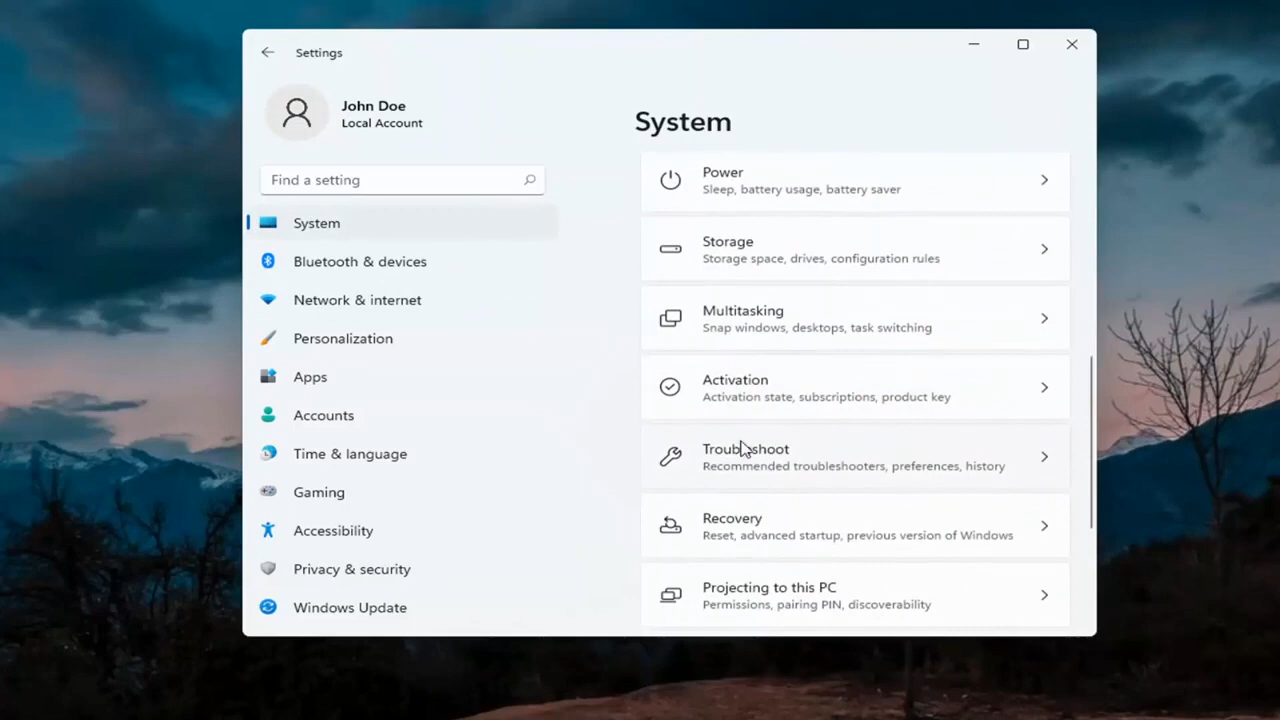 Settings
John Doe
Local Account
Find a setting
System
Bluetooth & devices
Network & internet
Personalization
Apps
Accounts
Time & language
Gaming
Accessibility
Privacy & security
Windows Update
System
Power
Sleep, battery usage, battery saver
Storage
Storage space, drives, configuration rules
Multitasking
Snap windows, desktops, task switching
Activation
Activation state, subscriptions, product key
Troubleshoot
Recommended troubleshooters, preferences, history
Recovery
Reset, advanced startup, previous version of Windows
Projecting to this PC
Permissions, pairing PIN, discoverability